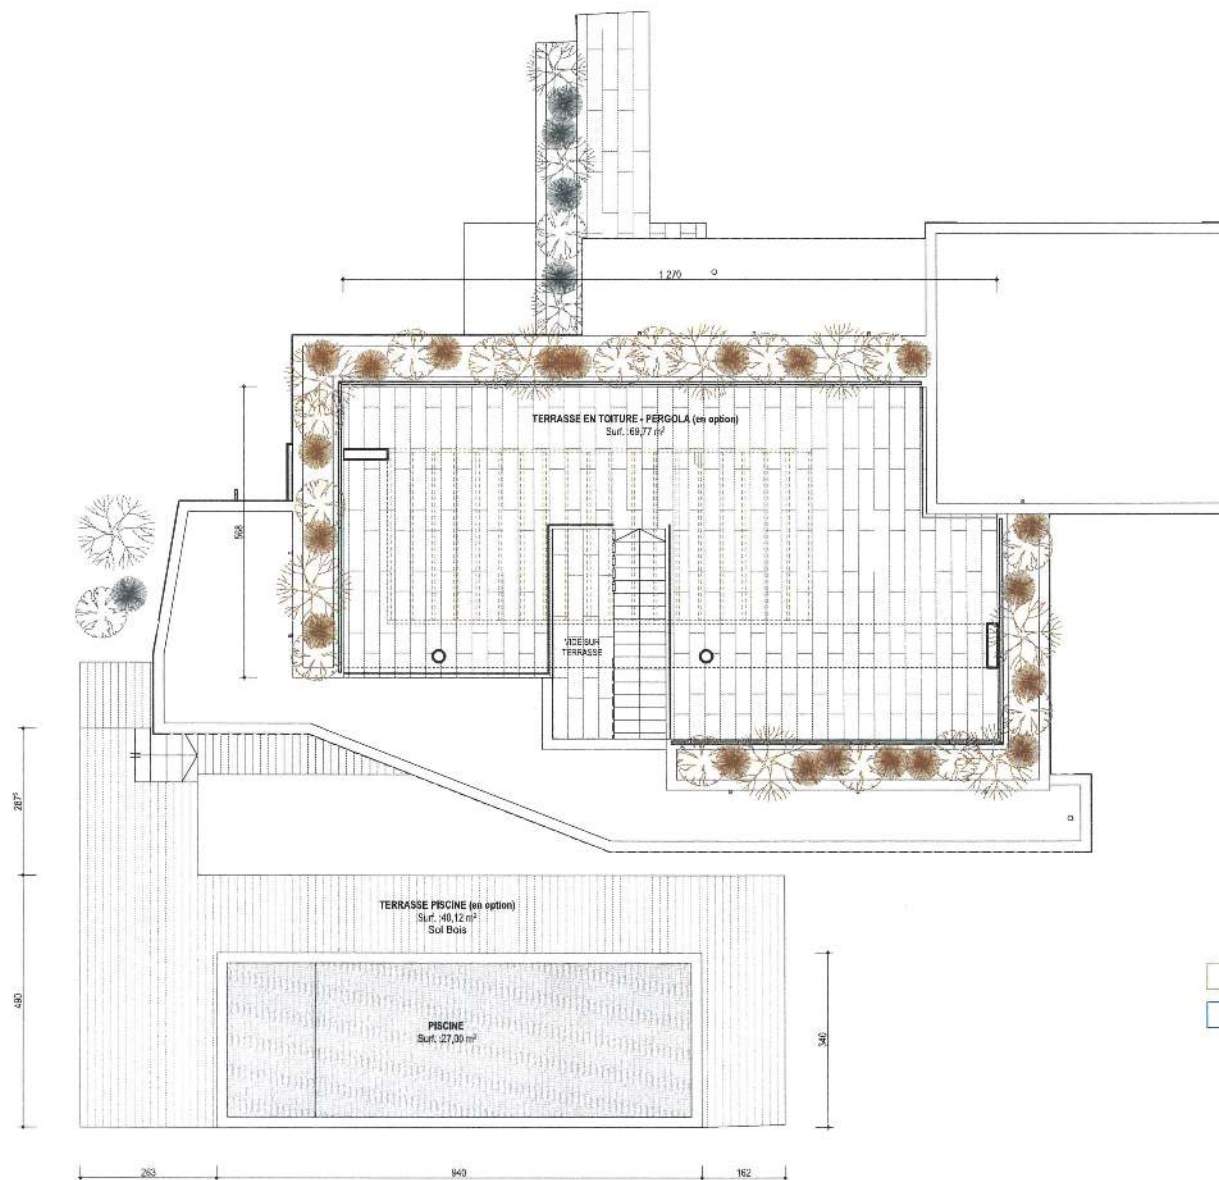 1 270
TERRASSE EN TOITURE - PERGOLA (en option)
Surf. :69,77 m²
568
VIDE SUR
TERRASSE
287⁵
TERRASSE PISCINE (en option)
Surf. :40,12 m²
Sol Bois
490
PISCINE
Surf. :27,00 m²
340
263
940
162